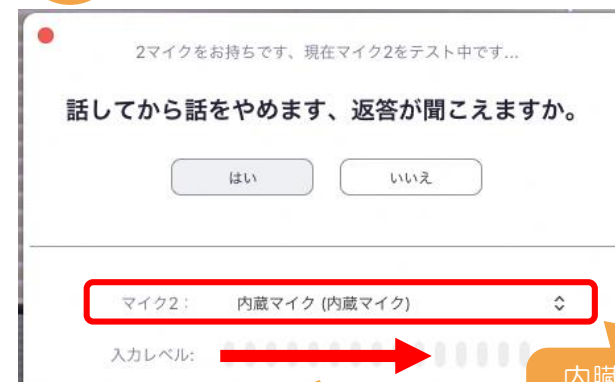 2マイクをお持ちです、現在マイク2をテスト中です...
話してから話をやめます、返答が聞こえますか。
はい
いいえ
マイク2：
内蔵マイク (内蔵マイク)
入力レベル:
内臓